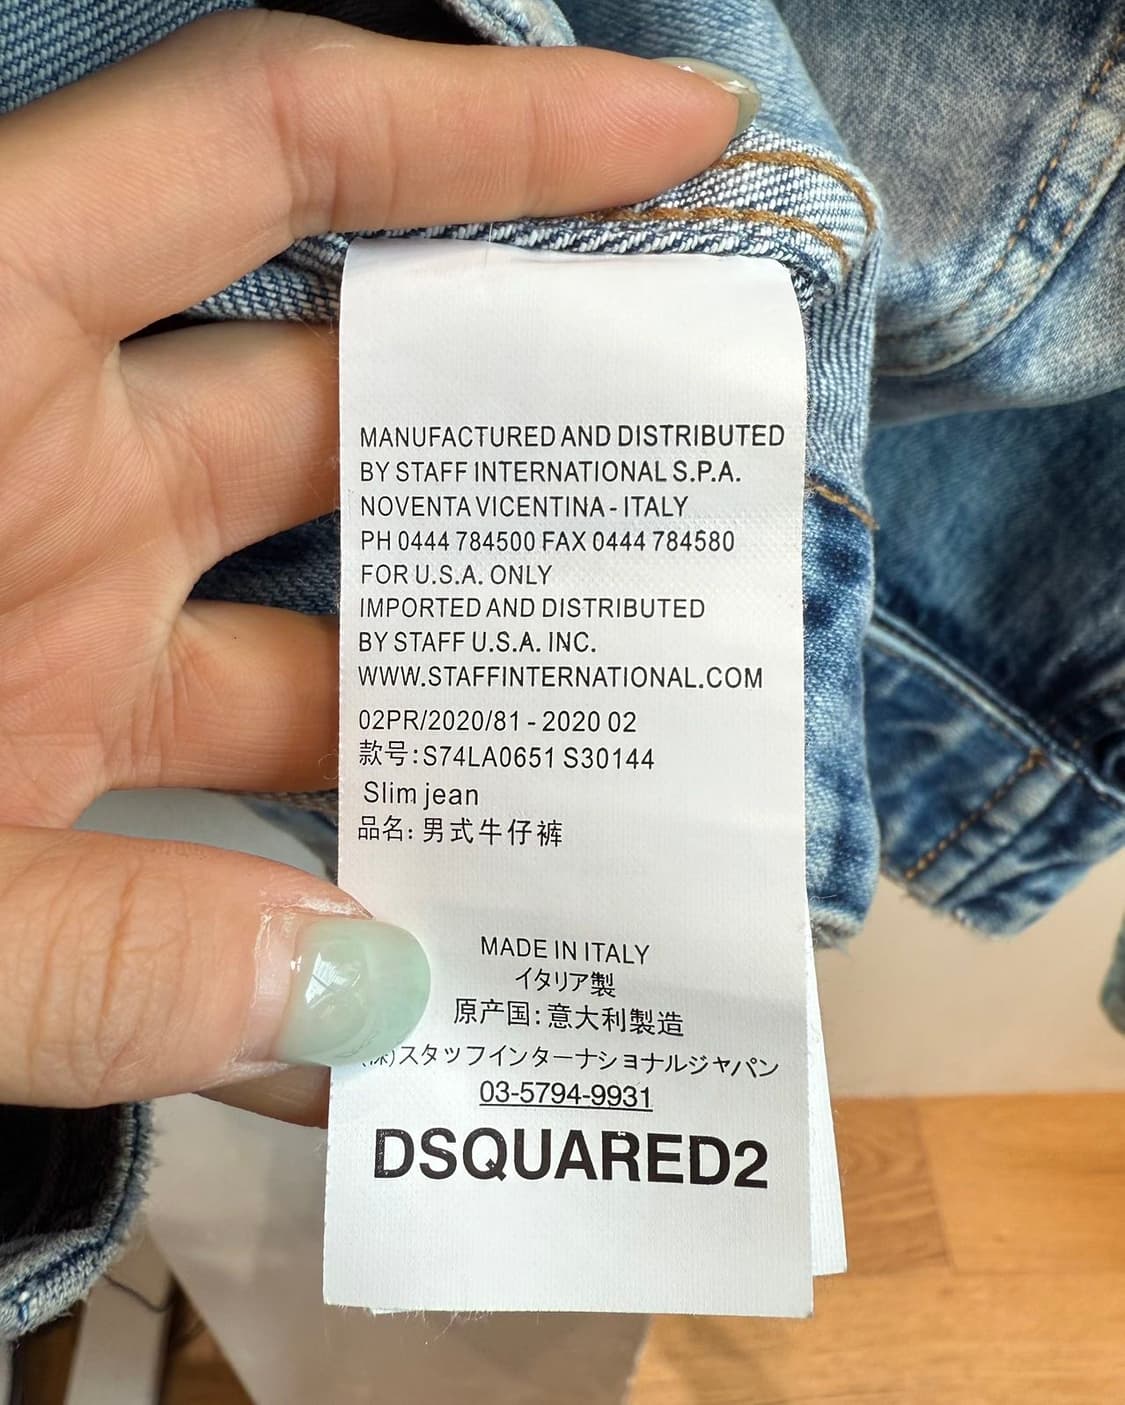 MANUFACTURED AND DISTRIBUTED
BY STAFF INTERNATIONAL S.P.A.
NOVENTA VICENTINA - ITALY
PH 0444 784500 FAX 0444 784580
FOR U.S.A. ONLY
IMPORTED AND DISTRIBUTED
BY STAFF U.S.A. INC.
WWW.STAFFINTERNATIONAL.COM
02PR/2020/81 - 2020 02
款号:S74LA0651 S30144
Slim jean
品名: 男式牛仔裤
MADE IN ITALY
イタリア製
原产国:意大利製造
(株)スタッフインターナショナルジャパン
03-5794-9931
DSQUARED2